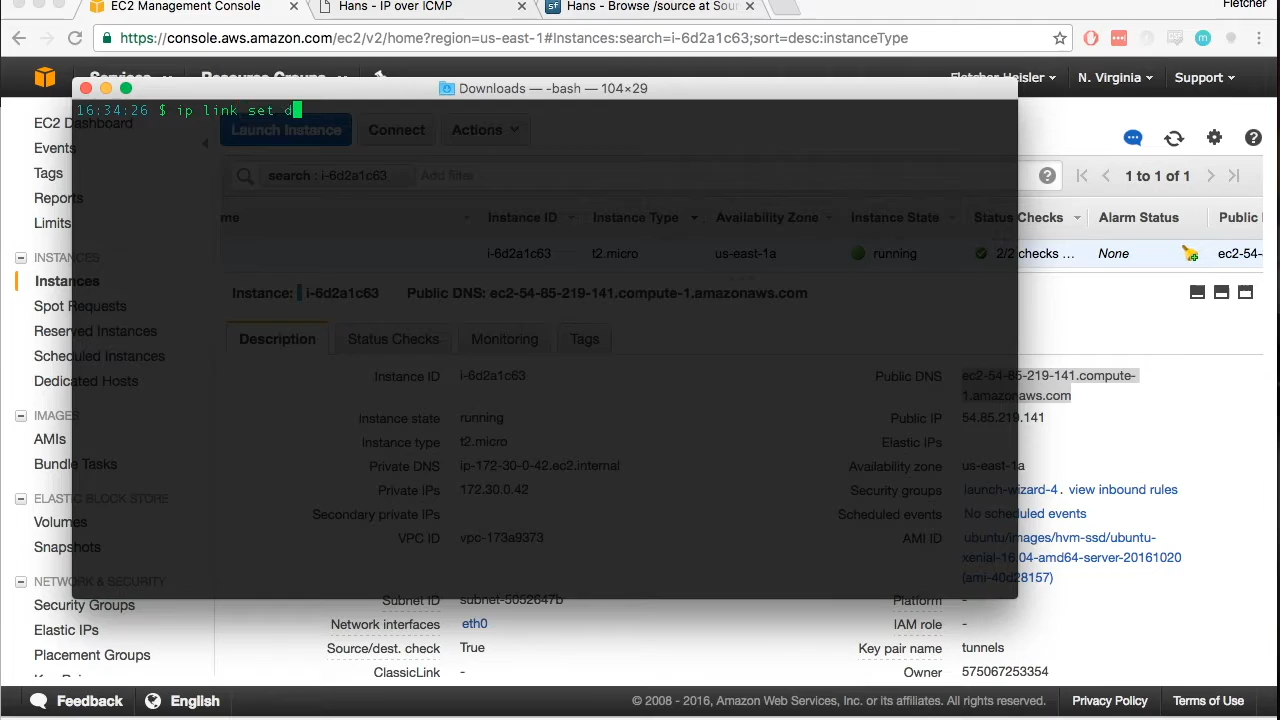 EC2 Management Console
Hans - IP over ICMP
Hans - Browse /source at Sour
Fletcher
https://console.aws.amazon.com/ec2/v2/home?region=us-east-1#Instances:search=i-6d2a1c63;sort=desc:instanceType
Services
Resource Groups
Fletcher Heisler
N. Virginia
Support
Downloads — -bash — 104×29
16:34:26 $ ip link set d
EC2 Dashboard
Events
Tags
Reports
Limits
INSTANCES
Instances
Spot Requests
Reserved Instances
Scheduled Instances
Dedicated Hosts
IMAGES
AMIs
Bundle Tasks
ELASTIC BLOCK STORE
Volumes
Snapshots
NETWORK & SECURITY
Security Groups
Elastic IPs
Placement Groups
Launch Instance
Connect
Actions
search : i-6d2a1c63
Add filter
1 to 1 of 1
me
Instance ID
Instance Type
Availability Zone
Instance State
Status Checks
Alarm Status
Public
i-6d2a1c63
t2.micro
us-east-1a
running
2/2 checks ...
None
ec2-54-
Instance:
i-6d2a1c63
Public DNS: ec2-54-85-219-141.compute-1.amazonaws.com
Description
Status Checks
Monitoring
Tags
Instance ID
i-6d2a1c63
Public DNS
ec2-54-85-219-141.compute-
1.amazonaws.com
Instance state
running
Public IP
54.85.219.141
Instance type
t2.micro
Elastic IPs
Private DNS
ip-172-30-0-42.ec2.internal
Availability zone
us-east-1a
Private IPs
172.30.0.42
Security groups
launch-wizard-4. view inbound rules
Secondary private IPs
Scheduled events
No scheduled events
VPC ID
vpc-173a9373
AMI ID
ubuntu/images/hvm-ssd/ubuntu-
xenial-16.04-amd64-server-20161020
(ami-40d28157)
Subnet ID
subnet-5052647b
Platform
-
Network interfaces
eth0
IAM role
-
Source/dest. check
True
Key pair name
tunnels
ClassicLink
-
Owner
575067253354
Feedback
English
© 2008 - 2016, Amazon Web Services, Inc. or its affiliates. All rights reserved.
Privacy Policy
Terms of Use